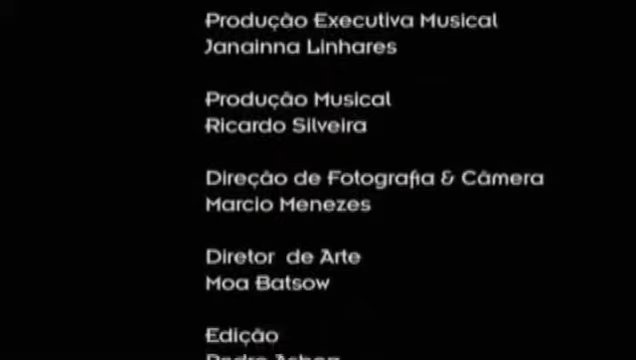 Produção Executiva Musical
Janainna Linhares
Produção Musical
Ricardo Silveira
Direção de Fotografia & Câmera
Marcio Menezes
Diretor de Arte
Moa Batsow
Edição
Pedro